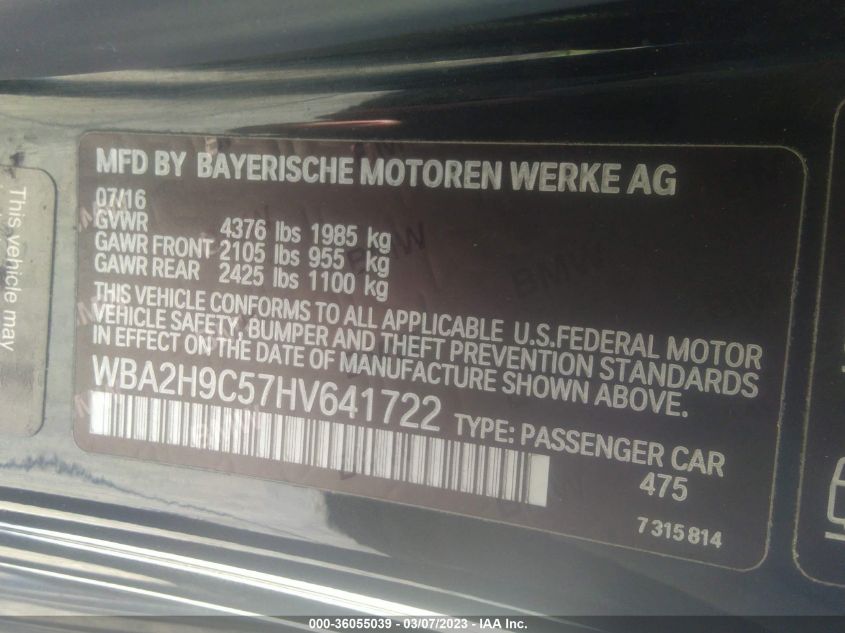 MFD BY BAYERISCHE MOTOREN WERKE AG
07/16
GVWR 4376 lbs 1985 kg
GAWR FRONT 2105 lbs 955 kg
GAWR REAR 2425 lbs 1100 kg
THIS VEHICLE CONFORMS TO ALL APPLICABLE U.S.FEDERAL MOTOR
VEHICLE SAFETY, BUMPER AND THEFT PREVENTION STANDARDS
IN EFFECT ON THE DATE OF MANUFACTURE SHOWN ABOVE.
WBA2H9C57HV641722 TYPE: PASSENGER CAR
475
7 315 814
This vehicle may
BMW
BMW
000-36055039 - 03/07/2023 - IAA Inc.